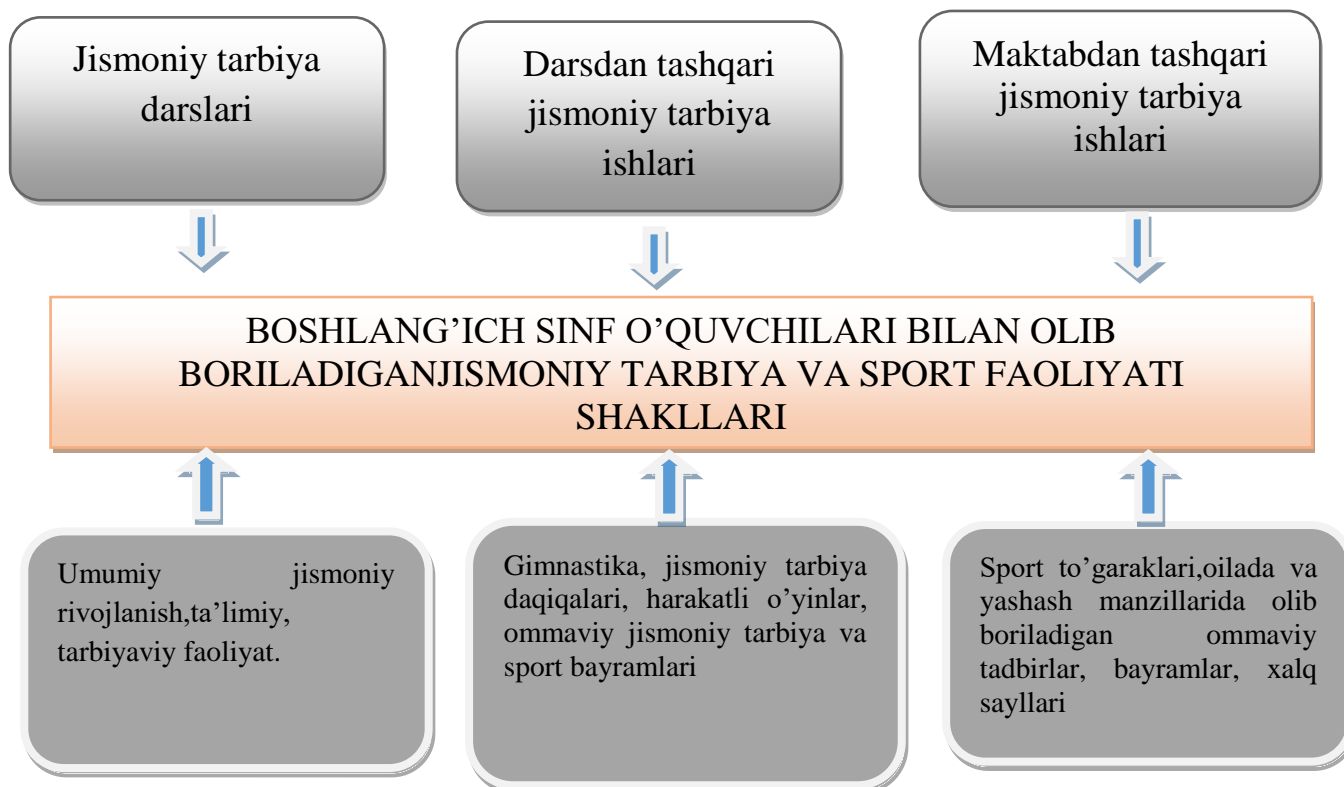 Jismoniy tarbiya
darslari
Darsdan tashqari
jismoniy tarbiya
ishlari
Maktabdan tashqari
jismoniy tarbiya
ishlari
BOSHLANG’ICH SINF O’QUVCHILARI BILAN OLIB
BORILADIGANJISMONIY TARBIYA VA SPORT FAOLIYATI
SHAKLLARI
Umumiy jismoniy
rivojlanish,ta’limiy,
tarbiyaviy faoliyat.
Gimnastika, jismoniy tarbiya
daqiqalari, harakatli o’yinlar,
ommaviy jismoniy tarbiya va
sport bayramlari
Sport to’garaklari,oilada va
yashash manzillarida olib
boriladigan ommaviy
tadbirlar, bayramlar, xalq
sayllari